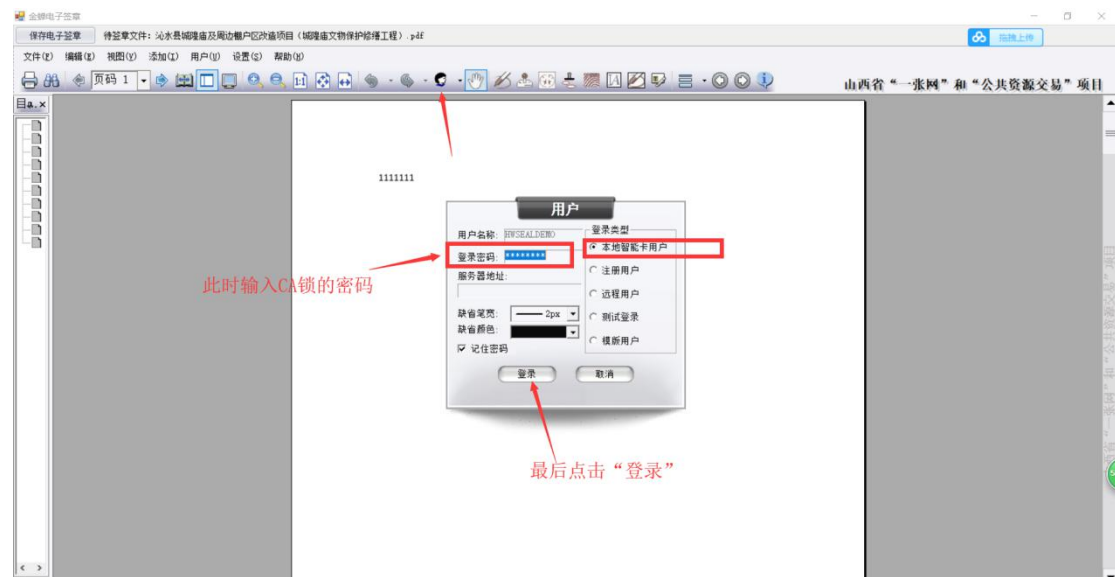 金蝉电子签章
保存电子签章 待签章文件: 沁水县城隍庙及周边棚户区改造项目（城隍庙文物保护修缮工程）.pdf
拖拽上传
文件(F) 编辑(E) 视图(V) 添加(I) 用户(U) 设置(S) 帮助(H)
页码 1
1:1
山西省“一张网”和“公共资源交易”项目
1111111
用户
用户名称: HWSEALDEMO
登录类型
本地智能卡用户
登录密码: ********
服务器地址:
注册用户
远程用户
缺省笔宽: 2px
测试登录
缺省颜色:
模版用户
记住密码
登录 取消
此时输入CA锁的密码
最后点击“登录”